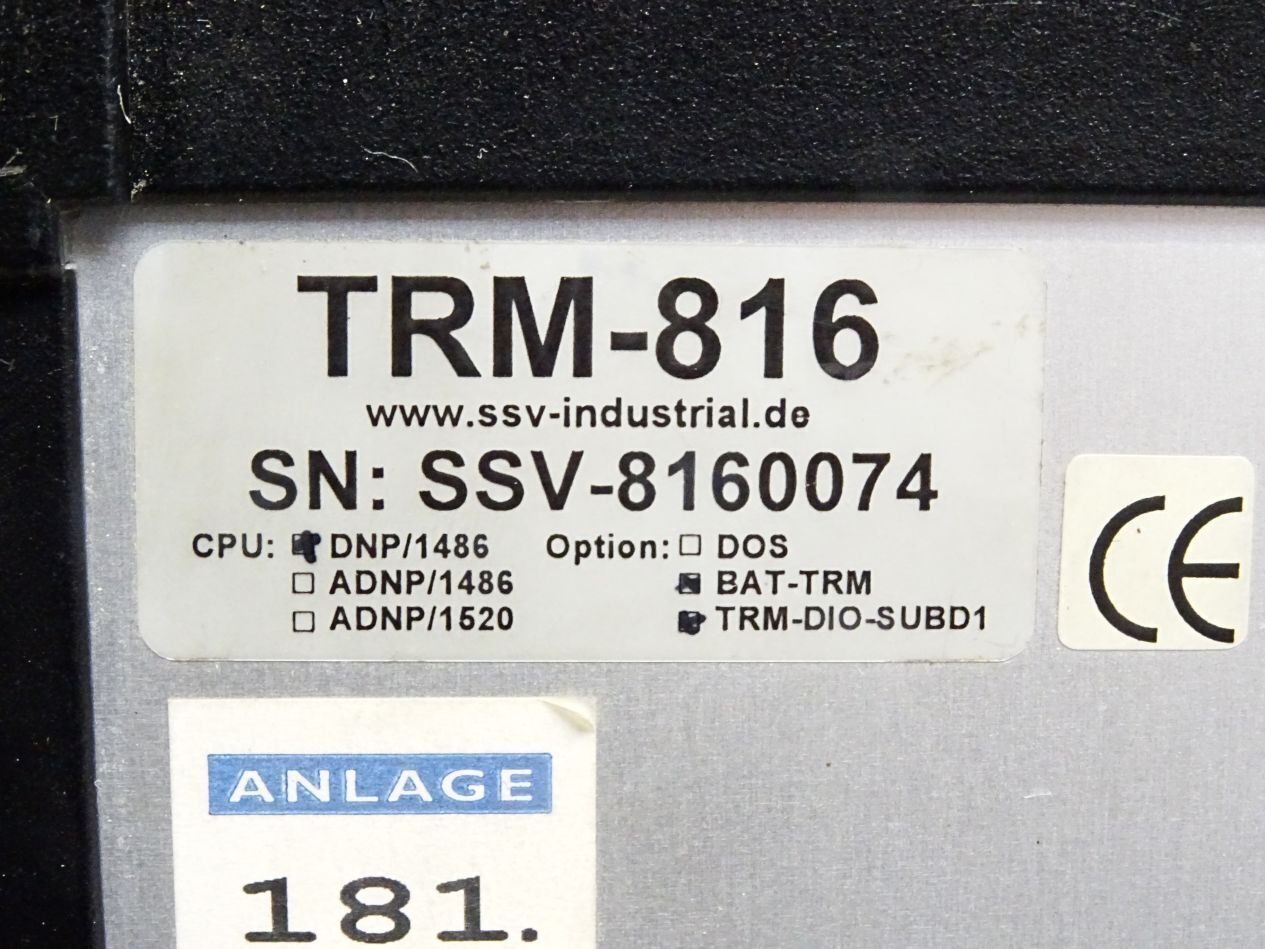 TRM-816
www.ssv-industrial.de
SN: SSV-8160074
CPU: DNP/1486 Option: DOS
ADNP/1486 BAT-TRM
ADNP/1520 TRM-DIO-SUBD1
CE
ANLAGE
181.